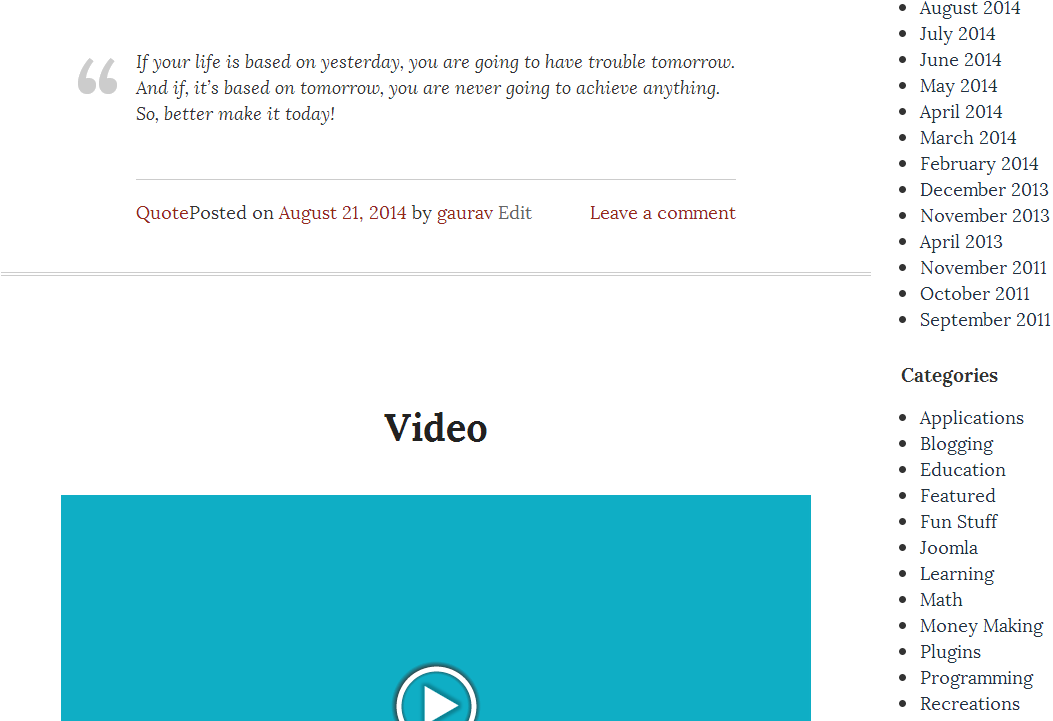 If your life is based on yesterday, you are going to have trouble tomorrow.
And if, it’s based on tomorrow, you are never going to achieve anything.
So, better make it today!
QuotePosted on August 21, 2014 by gaurav Edit
Leave a comment
Video
August 2014
July 2014
June 2014
May 2014
April 2014
March 2014
February 2014
December 2013
November 2013
April 2013
November 2011
October 2011
September 2011
Categories
Applications
Blogging
Education
Featured
Fun Stuff
Joomla
Learning
Math
Money Making
Plugins
Programming
Recreations